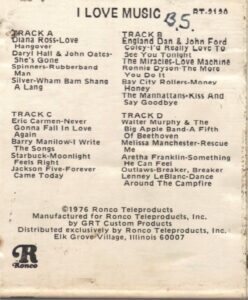 I LOVE MUSIC
B.S.
TRACK A
Diana Ross-Love
Hangover
Daryl Hall & John Oates-
She's Gone
Spinners-Rubberband
Man
Silver-Wham Bam Shang
A Lang
TRACK B
England Dan & John Ford
Coley-I'd Really Love To
See You Tonight
The Miracles-Love Machine
Ronnie Dyson-The More
You Do It
Bay City Rollers-Money
Honey
The Manhattans-Kiss And
Say Goodbye
TRACK C
Eric Carmen-Never
Gonna Fall In Love
Again
Barry Manilow-I Write
The Songs
Starbuck-Moonlight
Feels Right
Jackson Five-Forever
Came Today
TRACK D
Walter Murphy & The
Big Apple Band-A Fifth
Of Beethoven
Melissa Manchester-Rescue
Me
Aretha Franklin-Something
He Can Feel
Outlaws-Breaker, Breaker
Lenney LeBlanc-Dance
Around The Campfire
©1976 Ronco Teleproducts
Manufactured for Ronco Teleproducts, Inc.
by GRT Custom Products
Distributed exclusively by Ronco Teleproducts, Inc.
Elk Grove Village, Illinois 60007
R
Ronco